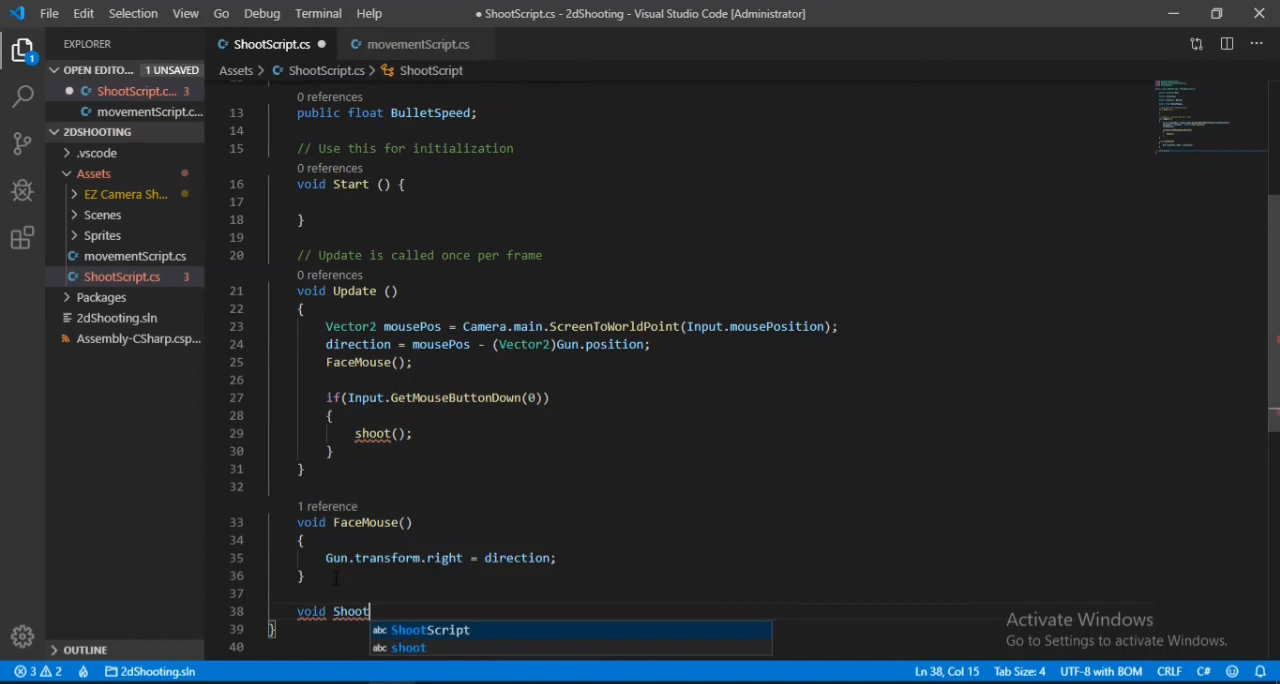 File Edit Selection View Go Debug Terminal Help
● ShootScript.cs - 2dShooting - Visual Studio Code [Administrator]
EXPLORER
ShootScript.cs ●
movementScript.cs
OPEN EDITO... 1 UNSAVED
Assets > ShootScript.cs > ShootScript
● ShootScript.c... 3
movementScript.c...
2DSHOOTING
.vscode
Assets
EZ Camera Sh...
Scenes
Sprites
movementScript.cs
ShootScript.cs 3
Packages
2dShooting.sln
Assembly-CSharp.csp...
OUTLINE
1
0 references
13 public float BulletSpeed;
14
15 // Use this for initialization
0 references
16 void Start () {
17
18 }
19
20 // Update is called once per frame
0 references
21 void Update ()
22 {
23 Vector2 mousePos = Camera.main.ScreenToWorldPoint(Input.mousePosition);
24 direction = mousePos - (Vector2)Gun.position;
25 FaceMouse();
26
27 if(Input.GetMouseButtonDown(0))
28 {
29 shoot();
30 }
31 }
32
1 reference
33 void FaceMouse()
34 {
35 Gun.transform.right = direction;
36 }
37
38 void Shoot
39 }
40
abc ShootScript
abc shoot
Activate Windows
Go to Settings to activate Windows.
3 2 2dShooting.sln
Ln 38, Col 15 Tab Size: 4 UTF-8 with BOM CRLF C#